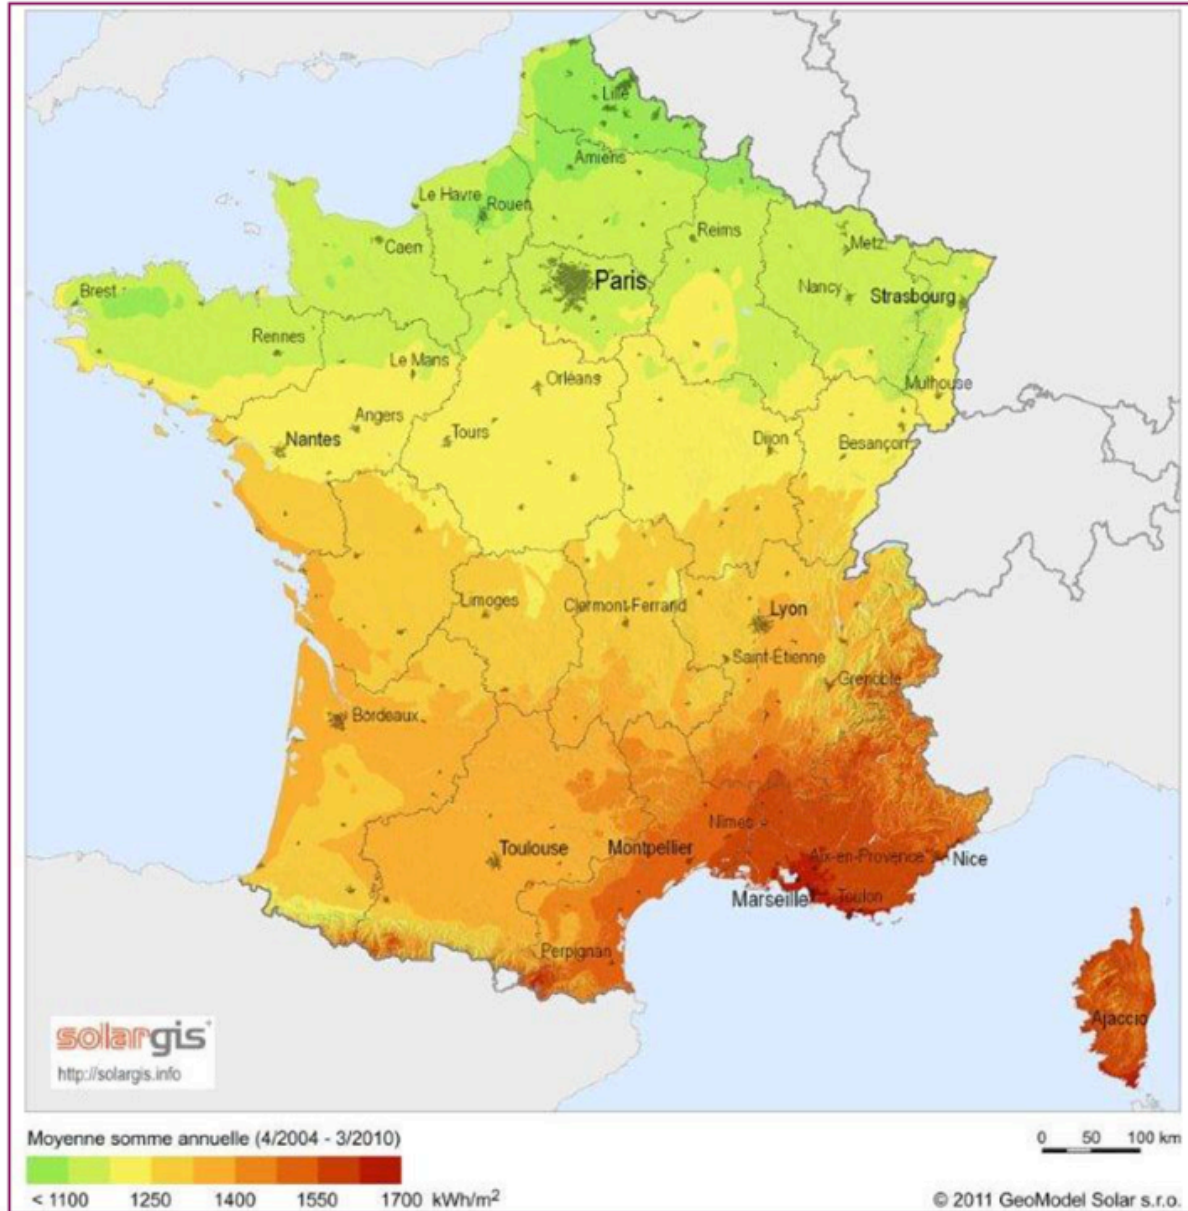 Lille
Amiens
Le Havre
Rouen
Reims
Metz
Caen
Paris
Nancy
Strasbourg
Brest
Rennes
Le Mans
Orléans
Mulhouse
Angers
Nantes
Tours
Dijon
Besançon
Limoges
Clermont-Ferrand
Lyon
Saint-Étienne
Grenoble
Bordeaux
Nîmes
Toulouse
Montpellier
Aix-en-Provence
Nice
Marseille
Toulon
Perpignan
Ajaccio
solargis
http://solargis.info
Moyenne somme annuelle (4/2004 - 3/2010)
0 50 100 km
< 1100 1250 1400 1550 1700 kWh/m²
© 2011 GeoModel Solar s.r.o.